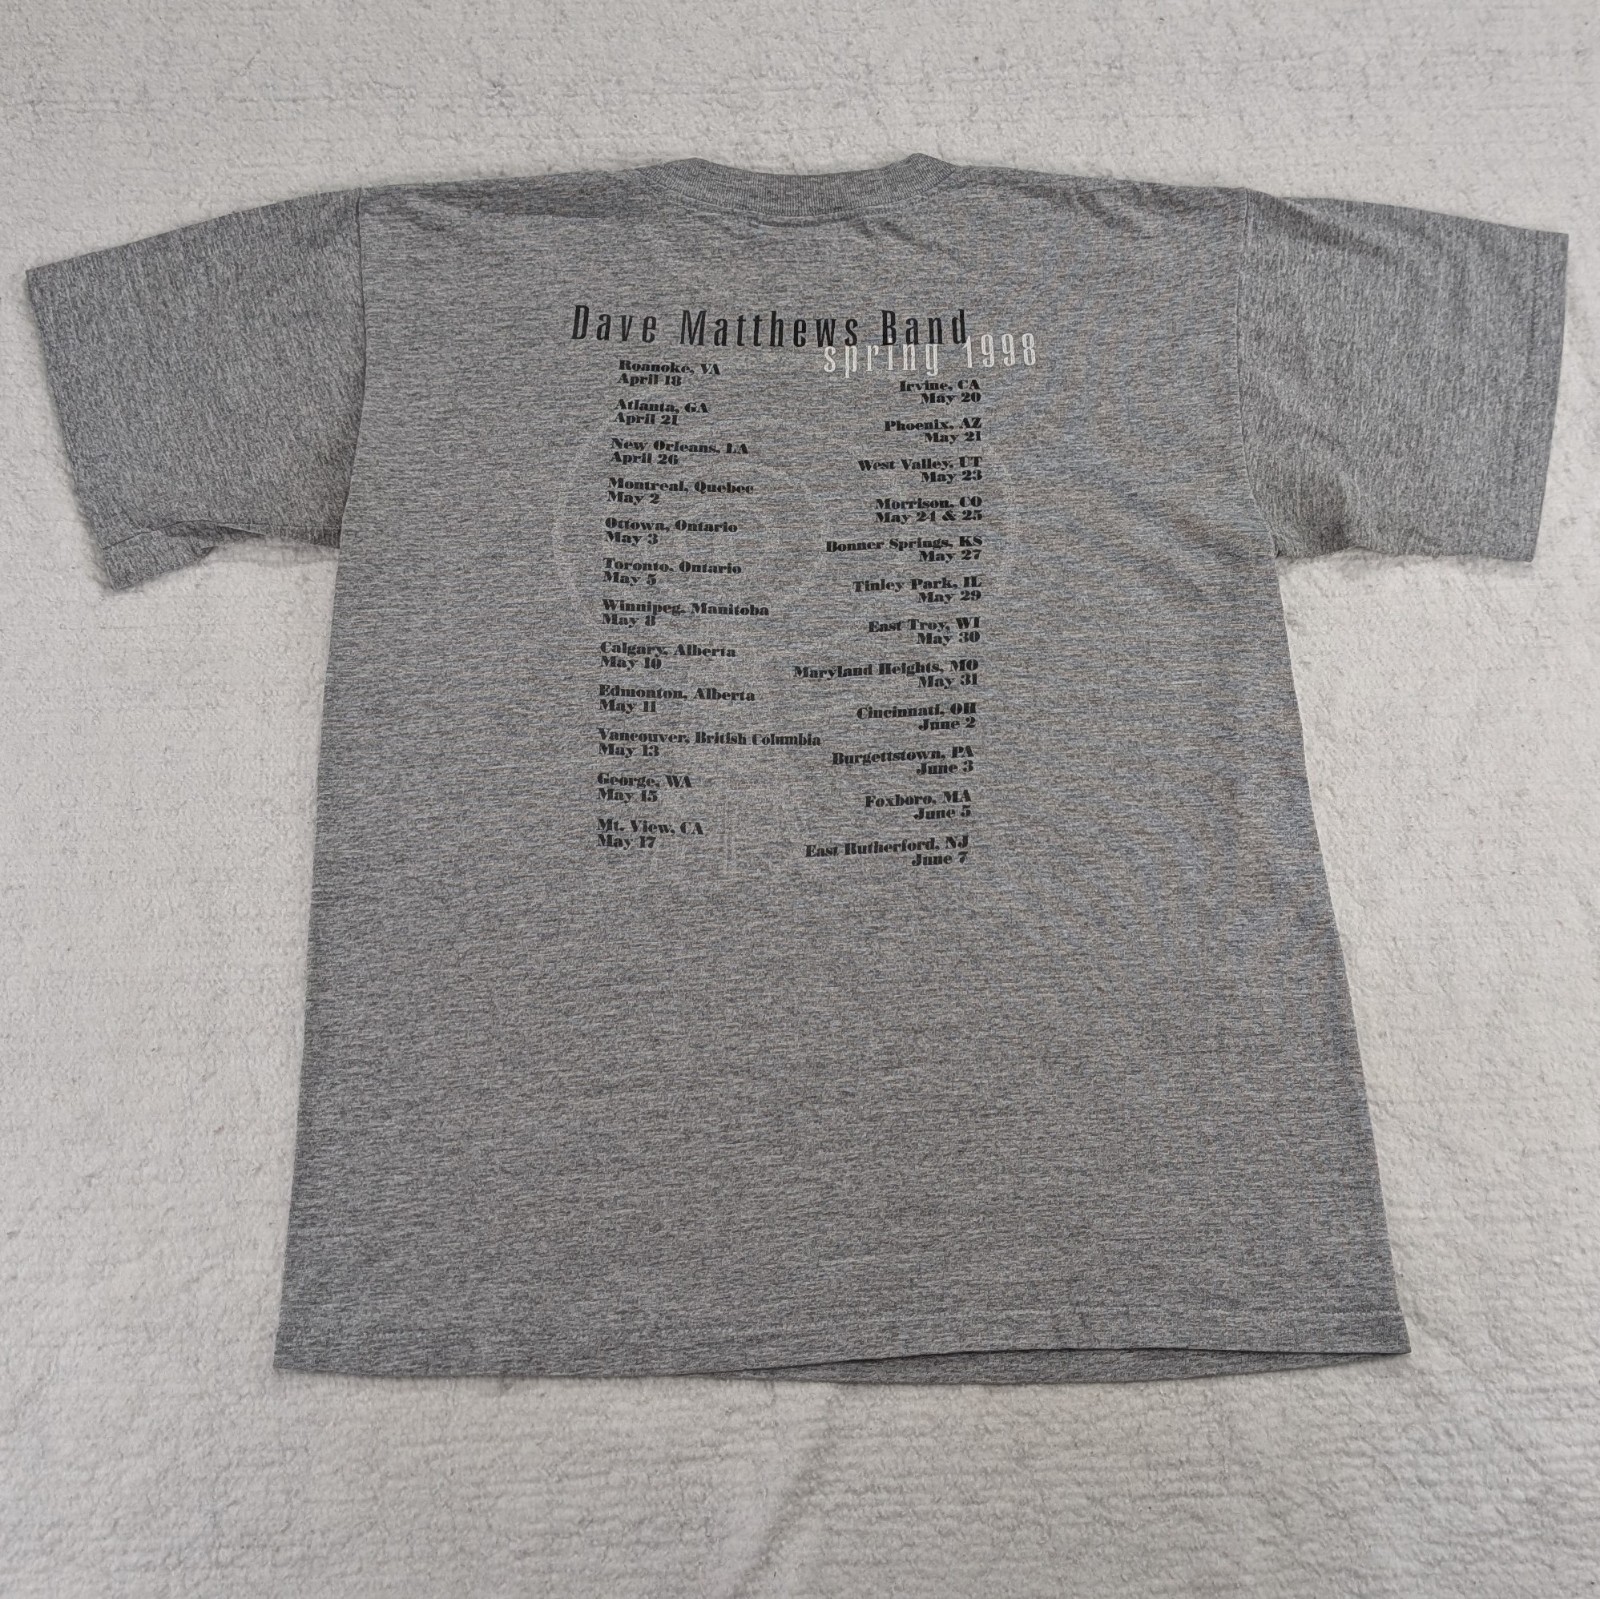 Dave Matthews Band
spring 1998
Roanoke, VA
April 18
Atlanta, GA
April 21
New Orleans, LA
April 26
Montreal, Quebec
May 2
Ottowa, Ontario
May 3
Toronto, Ontario
May 5
Winnipeg, Manitoba
May 8
Calgary, Alberta
May 10
Edmonton, Alberta
May 11
Vancouver, British Columbia
May 13
George, WA
May 15
Mt. View, CA
May 17
Irvine, CA
May 20
Phoenix, AZ
May 21
West Valley, UT
May 23
Morrison, CO
May 24 & 25
Bonner Springs, KS
May 27
Tinley Park, IL
May 29
East Troy, WI
May 30
Maryland Heights, MO
May 31
Cincinnati, OH
June 2
Burgettstown, PA
June 3
Foxboro, MA
June 5
East Rutherford, NJ
June 7